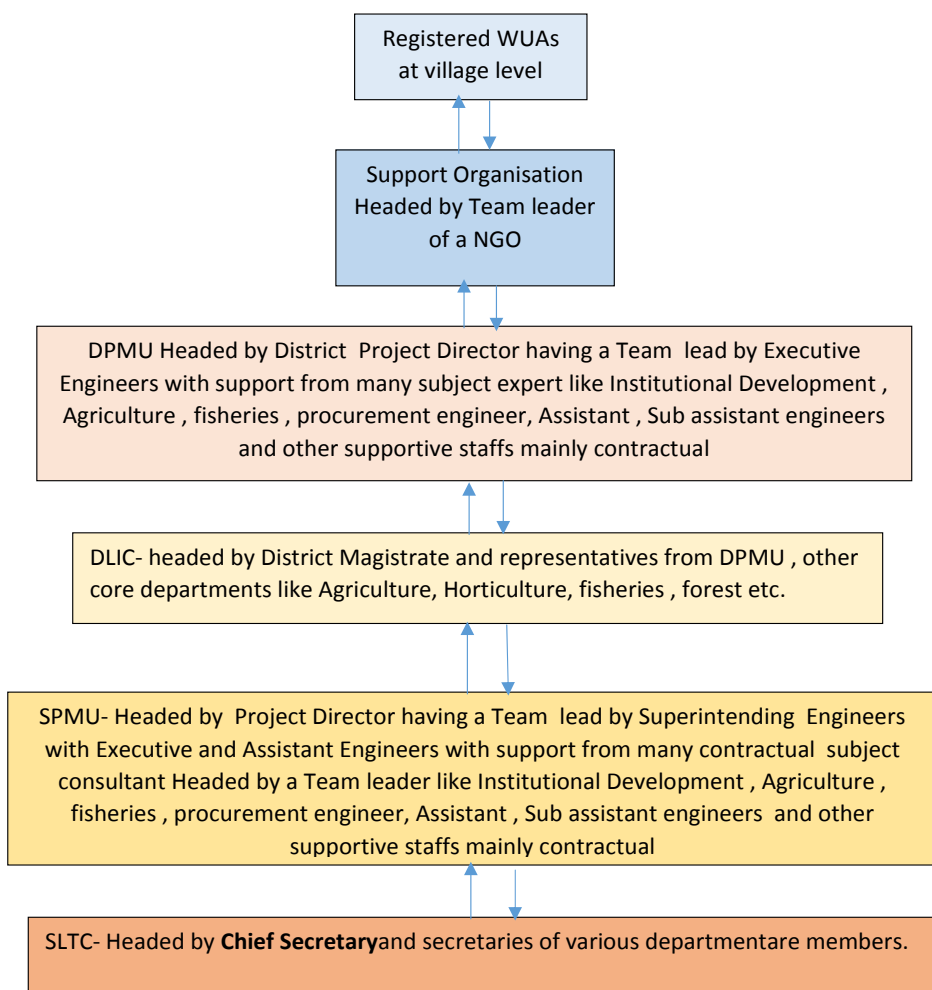 Registered WUAs
at village level
Support Organisation
Headed by Team leader
of a NGO
DPMU Headed by District Project Director having a Team lead by Executive
Engineers with support from many subject expert like Institutional Development ,
Agriculture , fisheries , procurement engineer, Assistant , Sub assistant engineers
and other supportive staffs mainly contractual
DLIC- headed by District Magistrate and representatives from DPMU , other
core departments like Agriculture, Horticulture, fisheries , forest etc.
SPMU- Headed by Project Director having a Team lead by Superintending Engineers
with Executive and Assistant Engineers with support from many contractual subject
consultant Headed by a Team leader like Institutional Development , Agriculture ,
fisheries , procurement engineer, Assistant , Sub assistant engineers and other
supportive staffs mainly contractual
SLTC- Headed by Chief Secretaryand secretaries of various departmentare members.